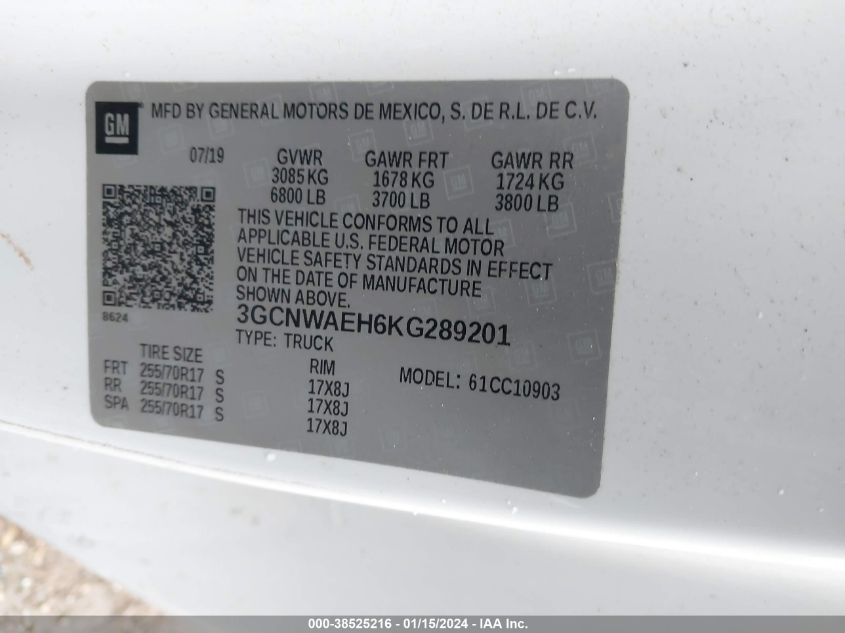 GM
MFD BY GENERAL MOTORS DE MEXICO, S. DE R.L. DE C.V.
07/19 GVWR GAWR FRT GAWR RR
3085 KG 1678 KG 1724 KG
6800 LB 3700 LB 3800 LB
THIS VEHICLE CONFORMS TO ALL
APPLICABLE U.S. FEDERAL MOTOR
VEHICLE SAFETY STANDARDS IN EFFECT
ON THE DATE OF MANUFACTURE
SHOWN ABOVE.
8624
3GCNWAEH6KG289201
TYPE: TRUCK
TIRE SIZE RIM MODEL: 61CC10903
FRT 255/70R17 S 17X8J
RR 255/70R17 S 17X8J
SPA 255/70R17 S 17X8J
000-38525216 - 01/15/2024 - IAA Inc.